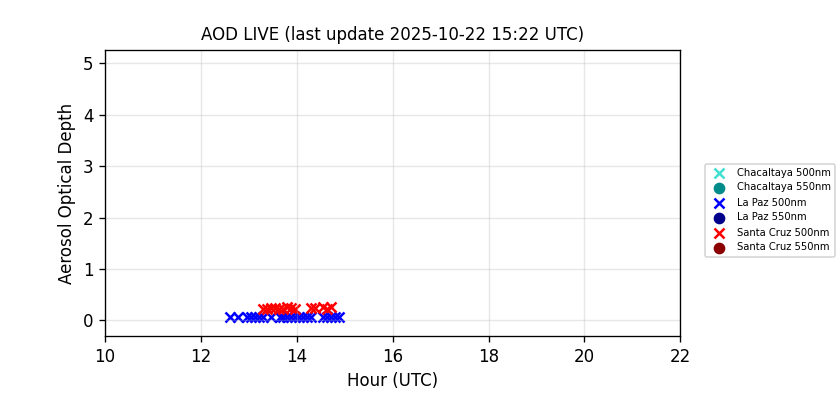 AOD LIVE (last update 2025-10-22 15:22 UTC)
Aerosol Optical Depth
5
4
3
2
1
0
10 12 14 16 18 20 22
Hour (UTC)
Chacaltaya 500nm
Chacaltaya 550nm
La Paz 500nm
La Paz 550nm
Santa Cruz 500nm
Santa Cruz 550nm